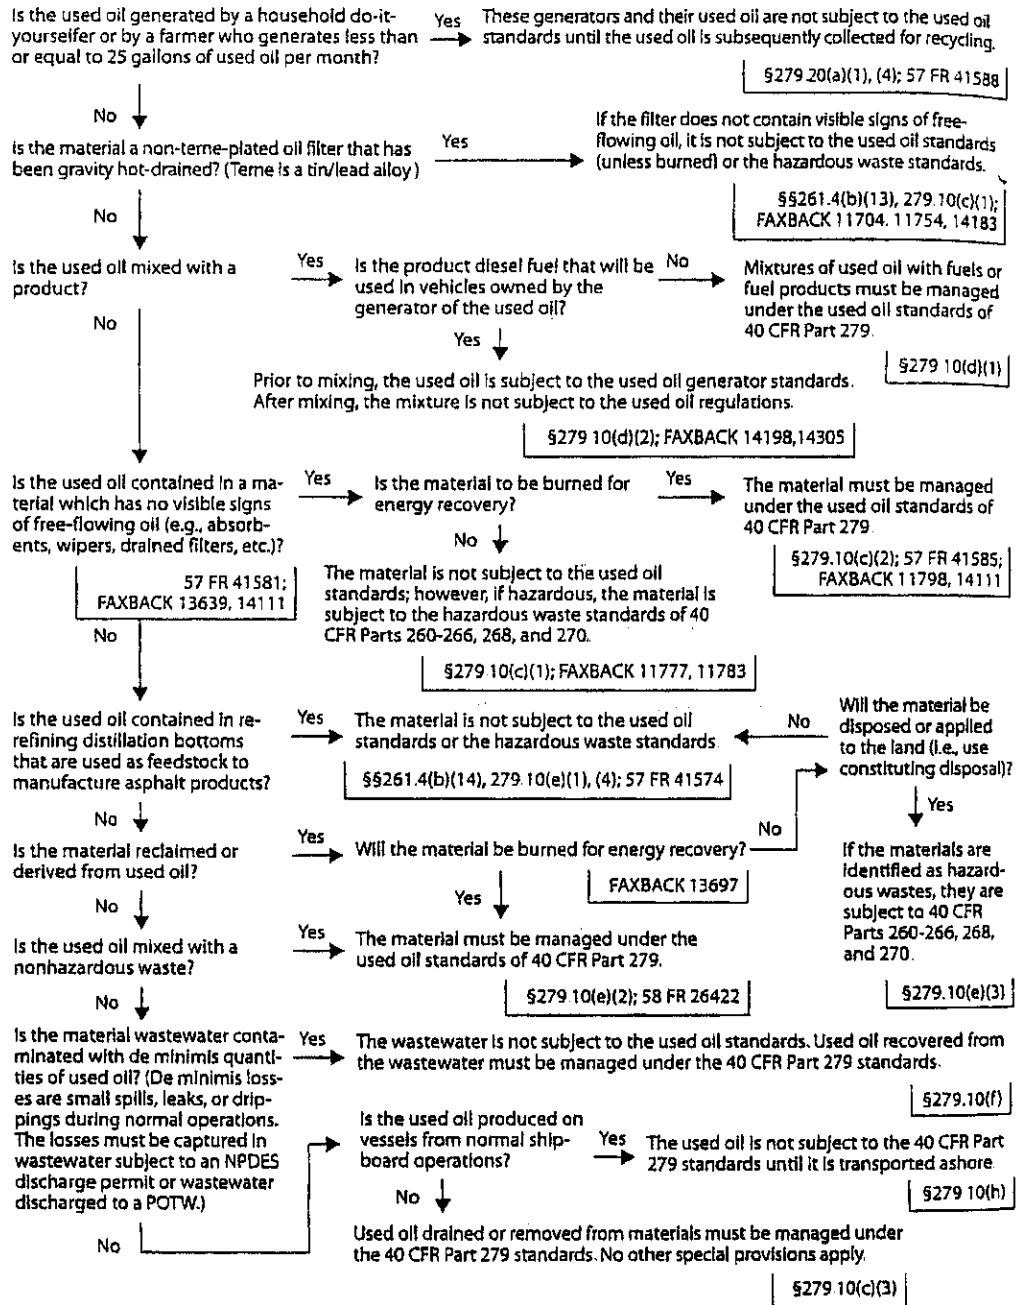 Is the used oil generated by a household do-it-
yourselfer or by a farmer who generates less than
or equal to 25 gallons of used oil per month?
Yes
These generators and their used oil are not subject to the used oil
standards until the used oil is subsequently collected for recycling.
§279.20(a)(1), (4); 57 FR 41588
No
Is the material a non-terne-plated oil filter that has
been gravity hot-drained? (Terne is a tin/lead alloy)
Yes
If the filter does not contain visible signs of free-
flowing oil, it is not subject to the used oil standards
(unless burned) or the hazardous waste standards.
§§261.4(b)(13), 279.10(c)(1);
FAXBACK 11704. 11754, 14183
No
Is the used oil mixed with a
product?
Yes
Is the product diesel fuel that will be
used in vehicles owned by the
generator of the used oil?
No
Mixtures of used oil with fuels or
fuel products must be managed
under the used oil standards of
40 CFR Part 279.
§279 10(d)(1)
Yes
Prior to mixing, the used oil is subject to the used oil generator standards.
After mixing, the mixture is not subject to the used oil regulations.
§279 10(d)(2); FAXBACK 14198,14305
No
Is the used oil contained in a ma-
terial which has no visible signs
of free-flowing oil (e.g., absorb-
ents, wipers, drained filters, etc.)?
57 FR 41581;
FAXBACK 13639, 14111
Yes
Is the material to be burned for
energy recovery?
Yes
The material must be managed
under the used oil standards of
40 CFR Part 279
§279.10(c)(2); 57 FR 41585;
FAXBACK 11798, 14111
No
The material is not subject to the used oil
standards; however, if hazardous, the material is
subject to the hazardous waste standards of 40
CFR Parts 260-266, 268, and 270.
§279 10(c)(1); FAXBACK 11777, 11783
No
Is the used oil contained in re-
refining distillation bottoms
that are used as feedstock to
manufacture asphalt products?
Yes
The material is not subject to the used oil
standards or the hazardous waste standards
§§261.4(b)(14), 279.10(e)(1), (4); 57 FR 41574
No
Will the material be
disposed or applied
to the land (i.e., use
constituting disposal)?
Yes
If the materials are
identified as hazard-
ous wastes, they are
subject to 40 CFR
Parts 260-266, 268,
and 270.
§279.10(e)(3)
No
Is the material reclaimed or
derived from used oil?
Yes
Will the material be burned for energy recovery?
No
FAXBACK 13697
Yes
No
Is the used oil mixed with a
nonhazardous waste?
Yes
The material must be managed under the
used oil standards of 40 CFR Part 279.
§279.10(e)(2); 58 FR 26422
No
Is the material wastewater conta-
minated with de minimis quanti-
ties of used oil? (De minimis loss-
es are small spills, leaks, or drip-
pings during normal operations.
The losses must be captured in
wastewater subject to an NPDES
discharge permit or wastewater
discharged to a POTW.)
Yes
The wastewater is not subject to the used oil standards. Used oil recovered from
the wastewater must be managed under the 40 CFR Part 279 standards.
§279.10(f)
No
Is the used oil produced on
vessels from normal ship-
board operations?
Yes
The used oil is not subject to the 40 CFR Part
279 standards until it is transported ashore
§279 10(h)
No
Used oil drained or removed from materials must be managed under
the 40 CFR Part 279 standards. No other special provisions apply.
§279 10(c)(3)